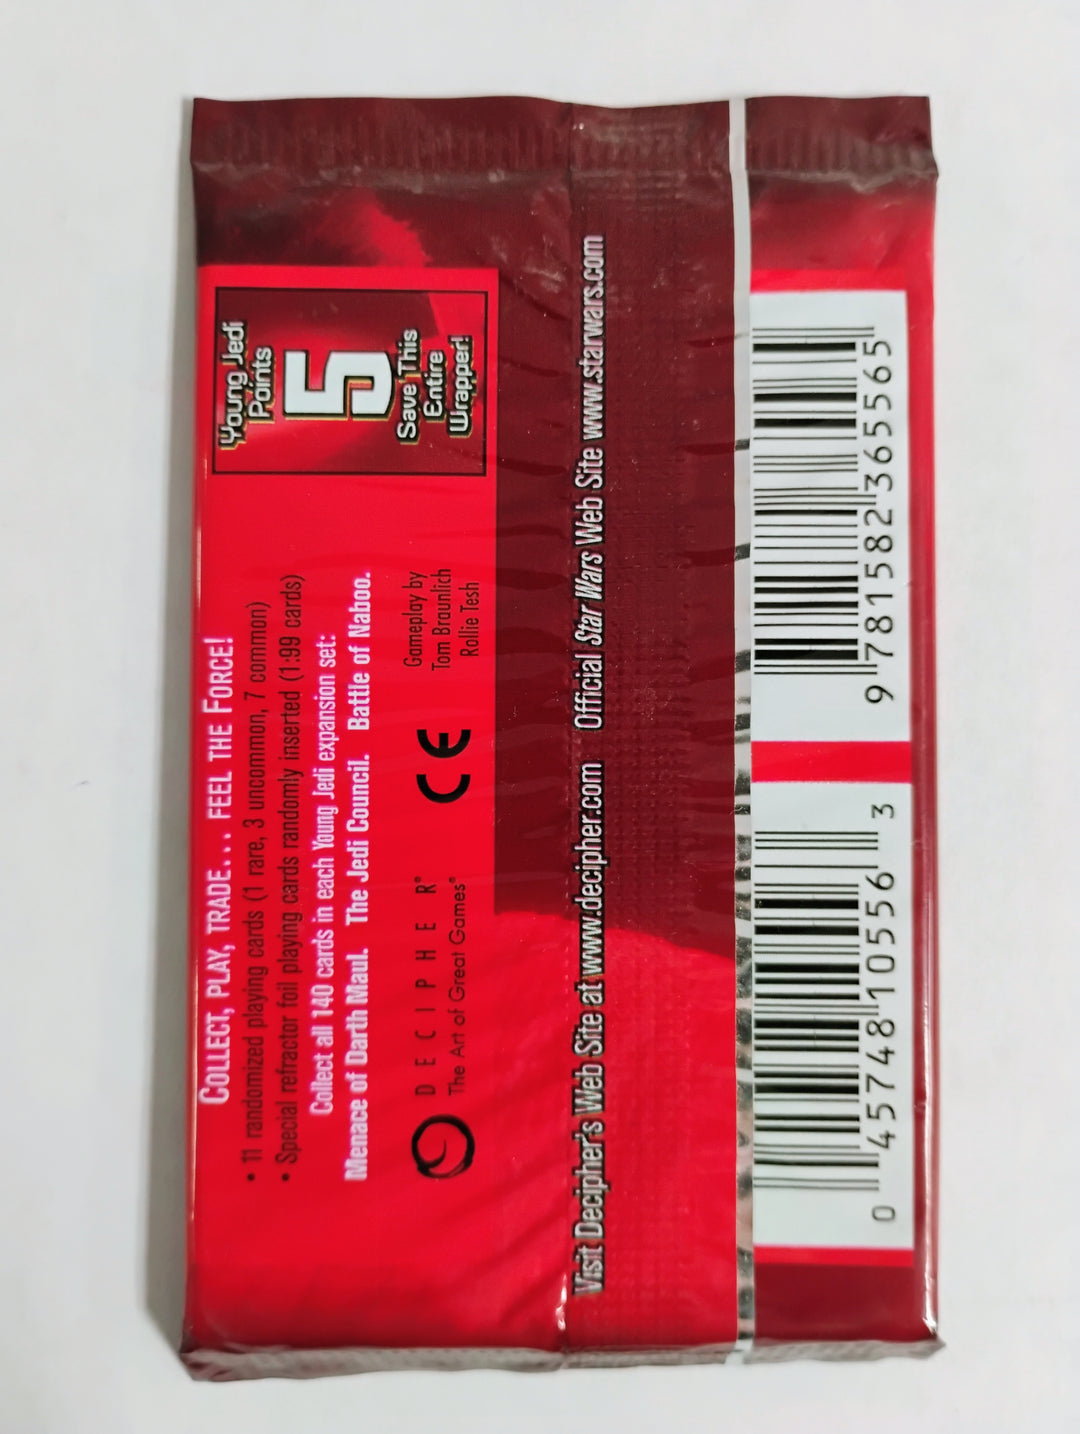 COLLECT, PLAY, TRADE... FEEL THE FORCE!
• 11 randomized playing cards (1 rare, 3 uncommon, 7 common)
• Special refractor foil playing cards randomly inserted (1:99 cards)
Collect all 140 cards in each Young Jedi expansion set:
Menace of Darth Maul. The Jedi Council. Battle of Naboo.
DECIPHER®
The Art of Great Games®
CE
Gameplay by
Tom Braunlich
Rollie Tesh
Young Jedi
Points
5
Save This
Entire
Wrapper!
Visit Decipher's Web Site at www.decipher.com Official Star Wars Web Site www.starwars.com
0 45748 10556 3
9 781582 365565